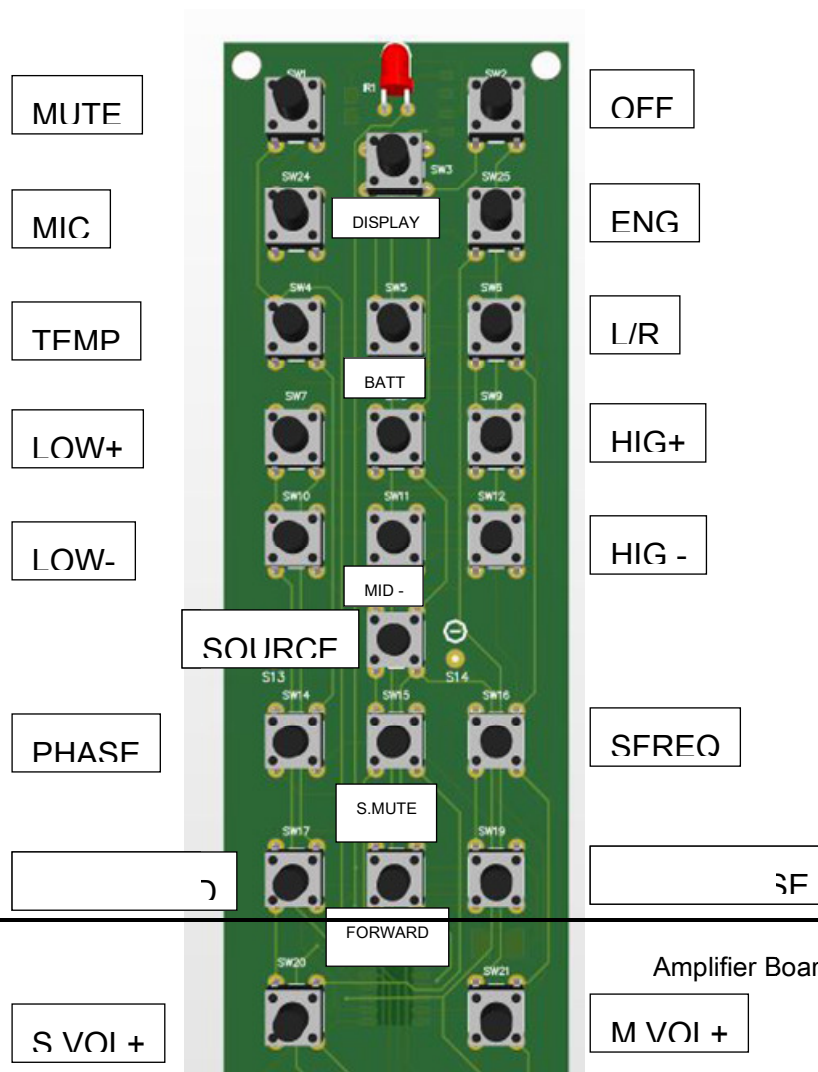 SW1
SW2
IR1
MUTE
OFF
SW3
SW24
SW25
MIC
DISPLAY
ENG
SW4
SW5
SW6
TEMP
L/R
BATT
SW7
SW9
LOW+
HIG+
SW10
SW11
SW12
LOW-
HIG -
MID -
SOURCE
S13
S14
SW14
SW15
SW16
PHASE
SFREQ
S.MUTE
SW17
SW19
SE
FORWARD
SW20
SW21
Amplifier Boar
S VOL+
M VOL+